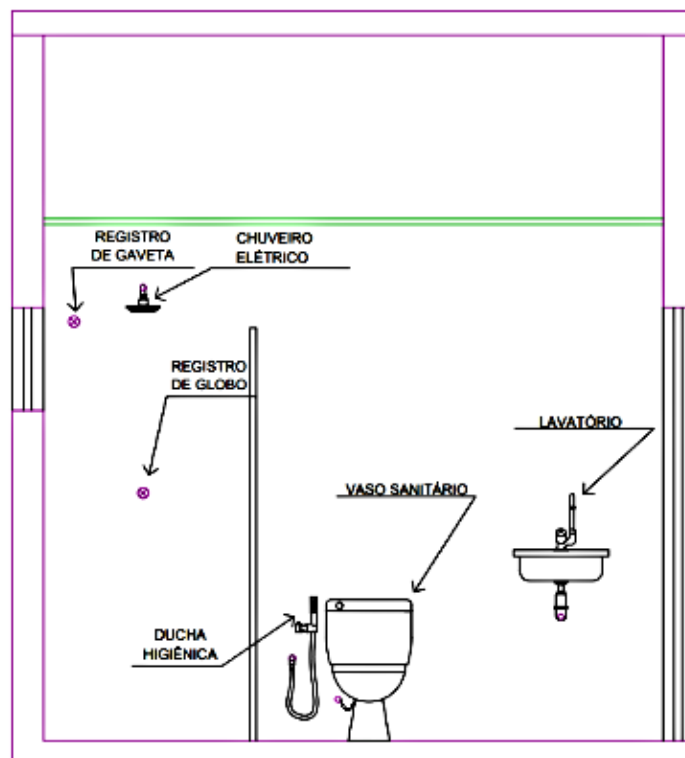 REGISTRO
DE GAVETA
CHUVEIRO
ELÉTRICO
REGISTRO
DE GLOBO
LAVATÓRIO
VASO SANITÁRIO
DUCHA
HIGIÊNICA